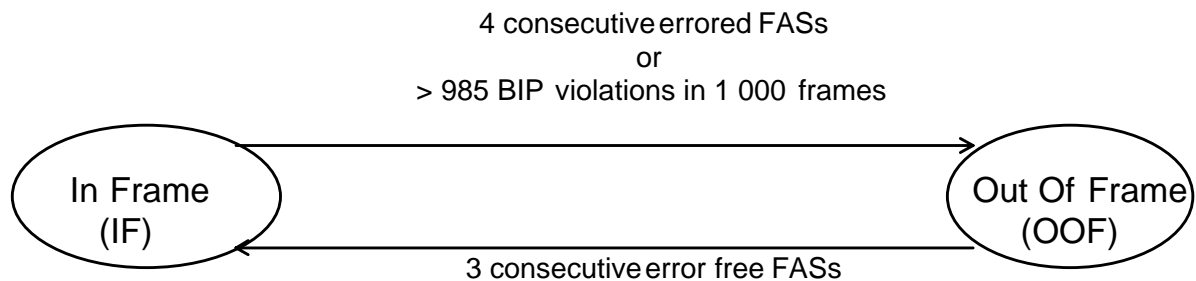 4 consecutive errored FASs
or
> 985 BIP violations in 1 000 frames
In Frame
(IF)
Out Of Frame
(OOF)
3 consecutive error free FASs